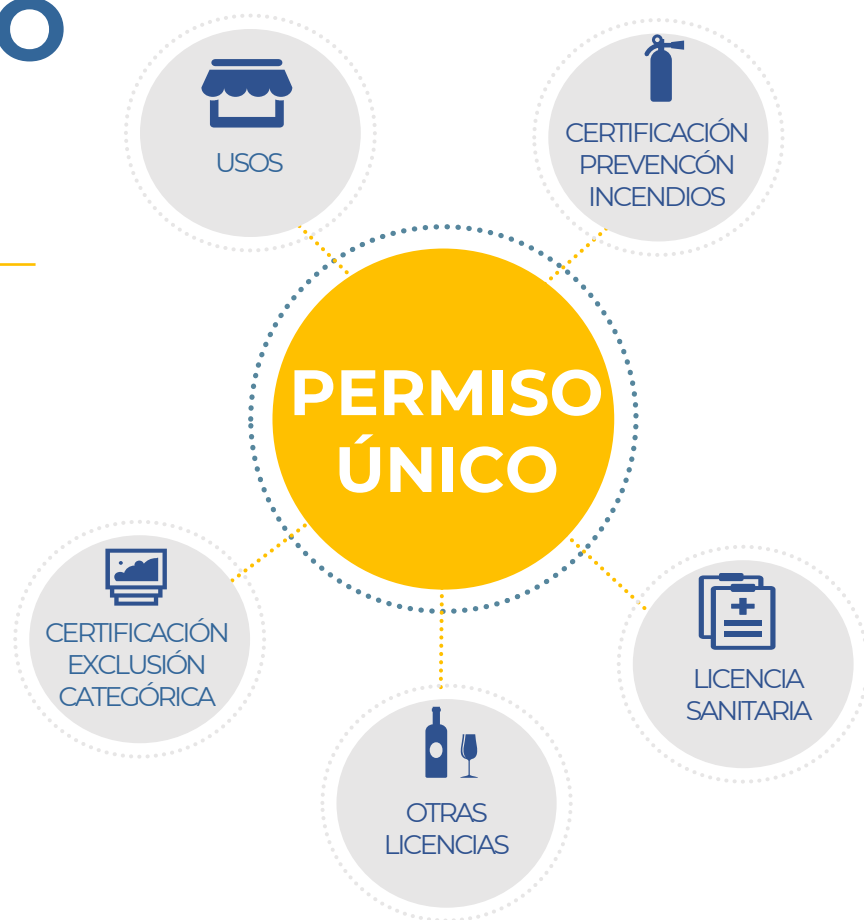 USOS
CERTIFICACIÓN
PREVENCÓN
INCENDIOS
PERMISO
ÚNICO
CERTIFICACIÓN
EXCLUSIÓN
CATEGÓRICA
LICENCIA
SANITARIA
OTRAS
LICENCIAS